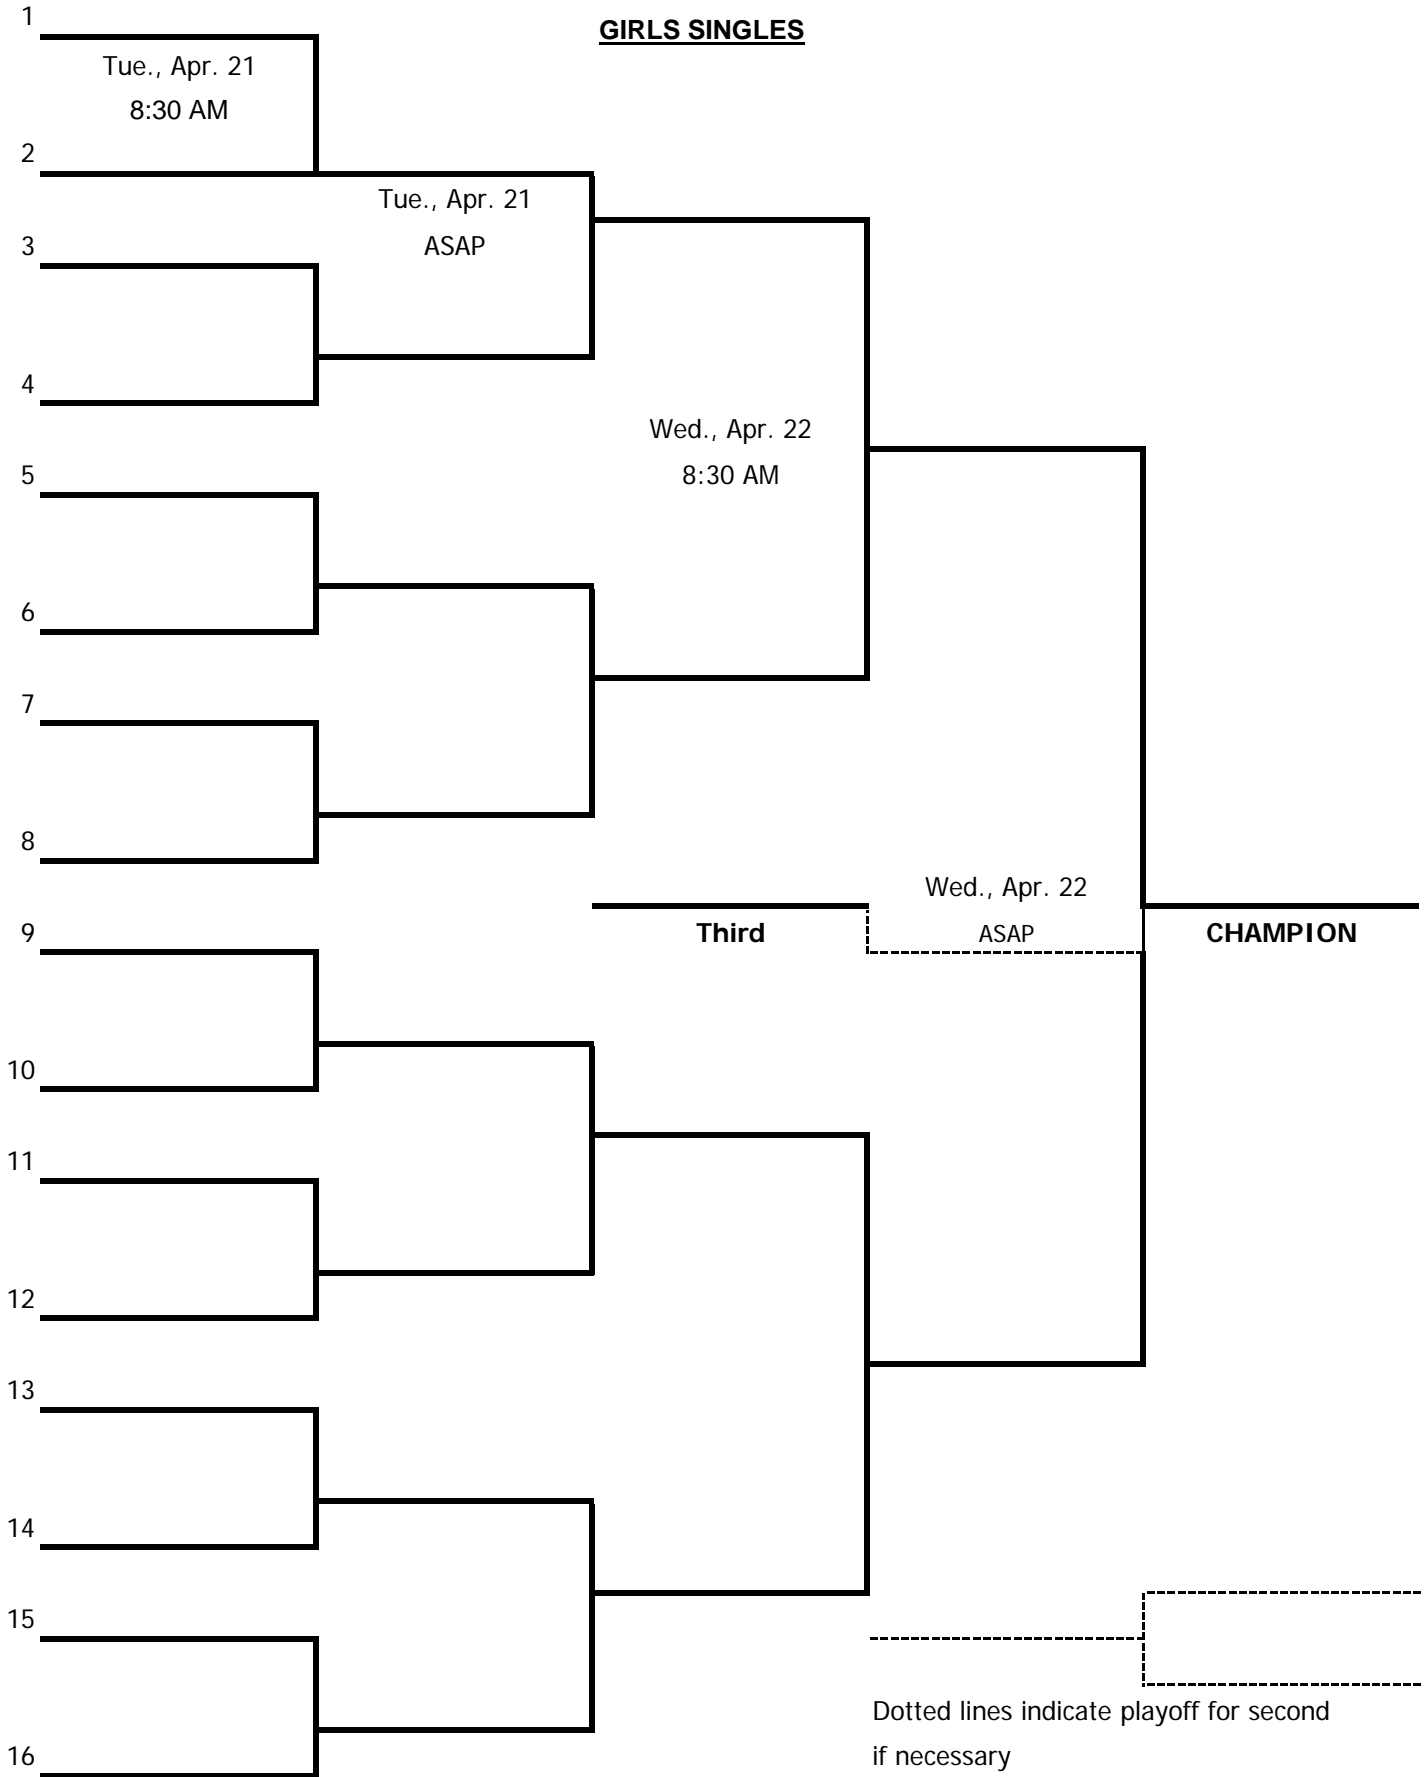 GIRLS SINGLES
1
Tue., Apr. 21
8:30 AM
2
Tue., Apr. 21
ASAP
3
4
Wed., Apr. 22
8:30 AM
5
6
7
8
Wed., Apr. 22
ASAP
Third
CHAMPION
9
10
11
12
13
14
15
16
Dotted lines indicate playoff for second
if necessary